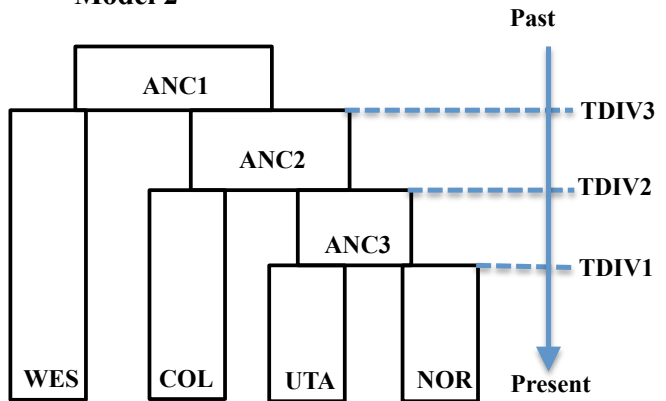 Model 2
Past
ANC1
TDIV3
ANC2
TDIV2
ANC3
TDIV1
WES
COL
UTA
NOR
Present